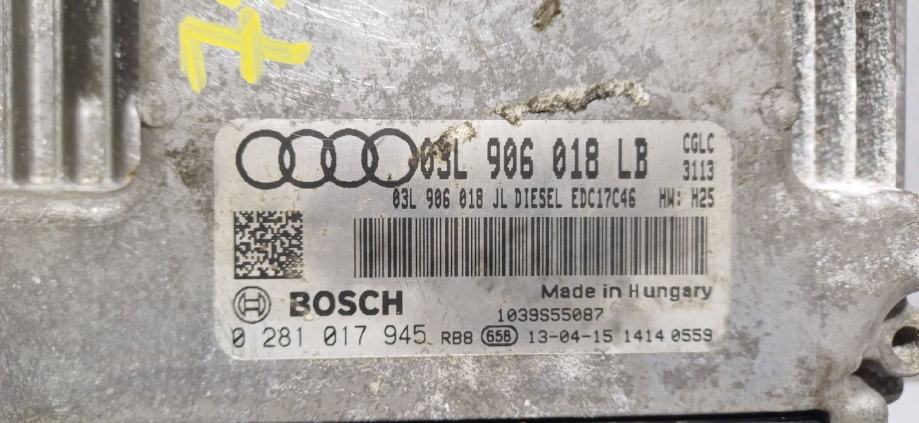 7
03L 906 018 LB
CGLC
3113
03L 906 018 JL DIESEL EDC17C46 HW: H25
BOSCH
Made in Hungary
1039S55087
0 281 017 945 RB8 658 13-04-15 1414 0559